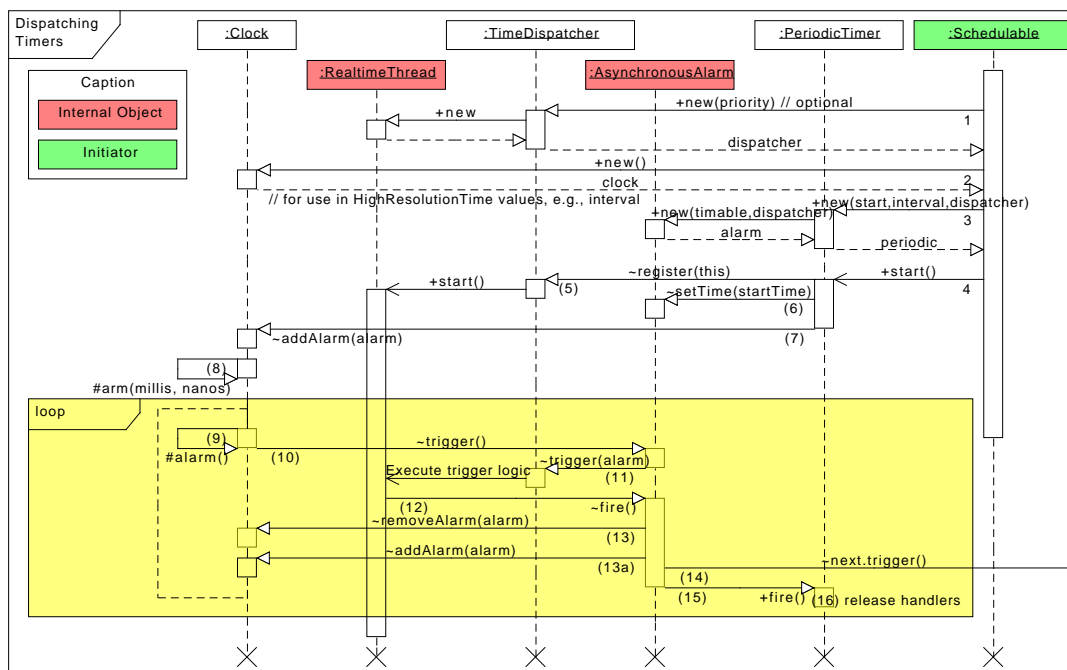 Dispatching
Timers
:Clock
:TimeDispatcher
:PeriodicTimer
:Schedulable
:RealtimeThread
:AsynchronousAlarm
Caption
Internal Object
Initiator
+new(priority) // optional
1
+new
dispatcher
+new()
2
clock
// for use in HighResolutionTime values, e.g., interval
+new(start,interval,dispatcher)
3
+new(timable,dispatcher)
alarm
periodic
~register(this)
+start()
+start()
(5)
4
~setTime(startTime)
(6)
~addAlarm(alarm)
(7)
(8)
#arm(millis, nanos)
loop
(9)
~trigger()
#alarm()
(10)
~trigger(alarm)
Execute trigger logic
(11)
(12)
~fire()
~removeAlarm(alarm)
(13)
~addAlarm(alarm)
(13a)
~next.trigger()
(14)
(15)
+fire()
(16) release handlers